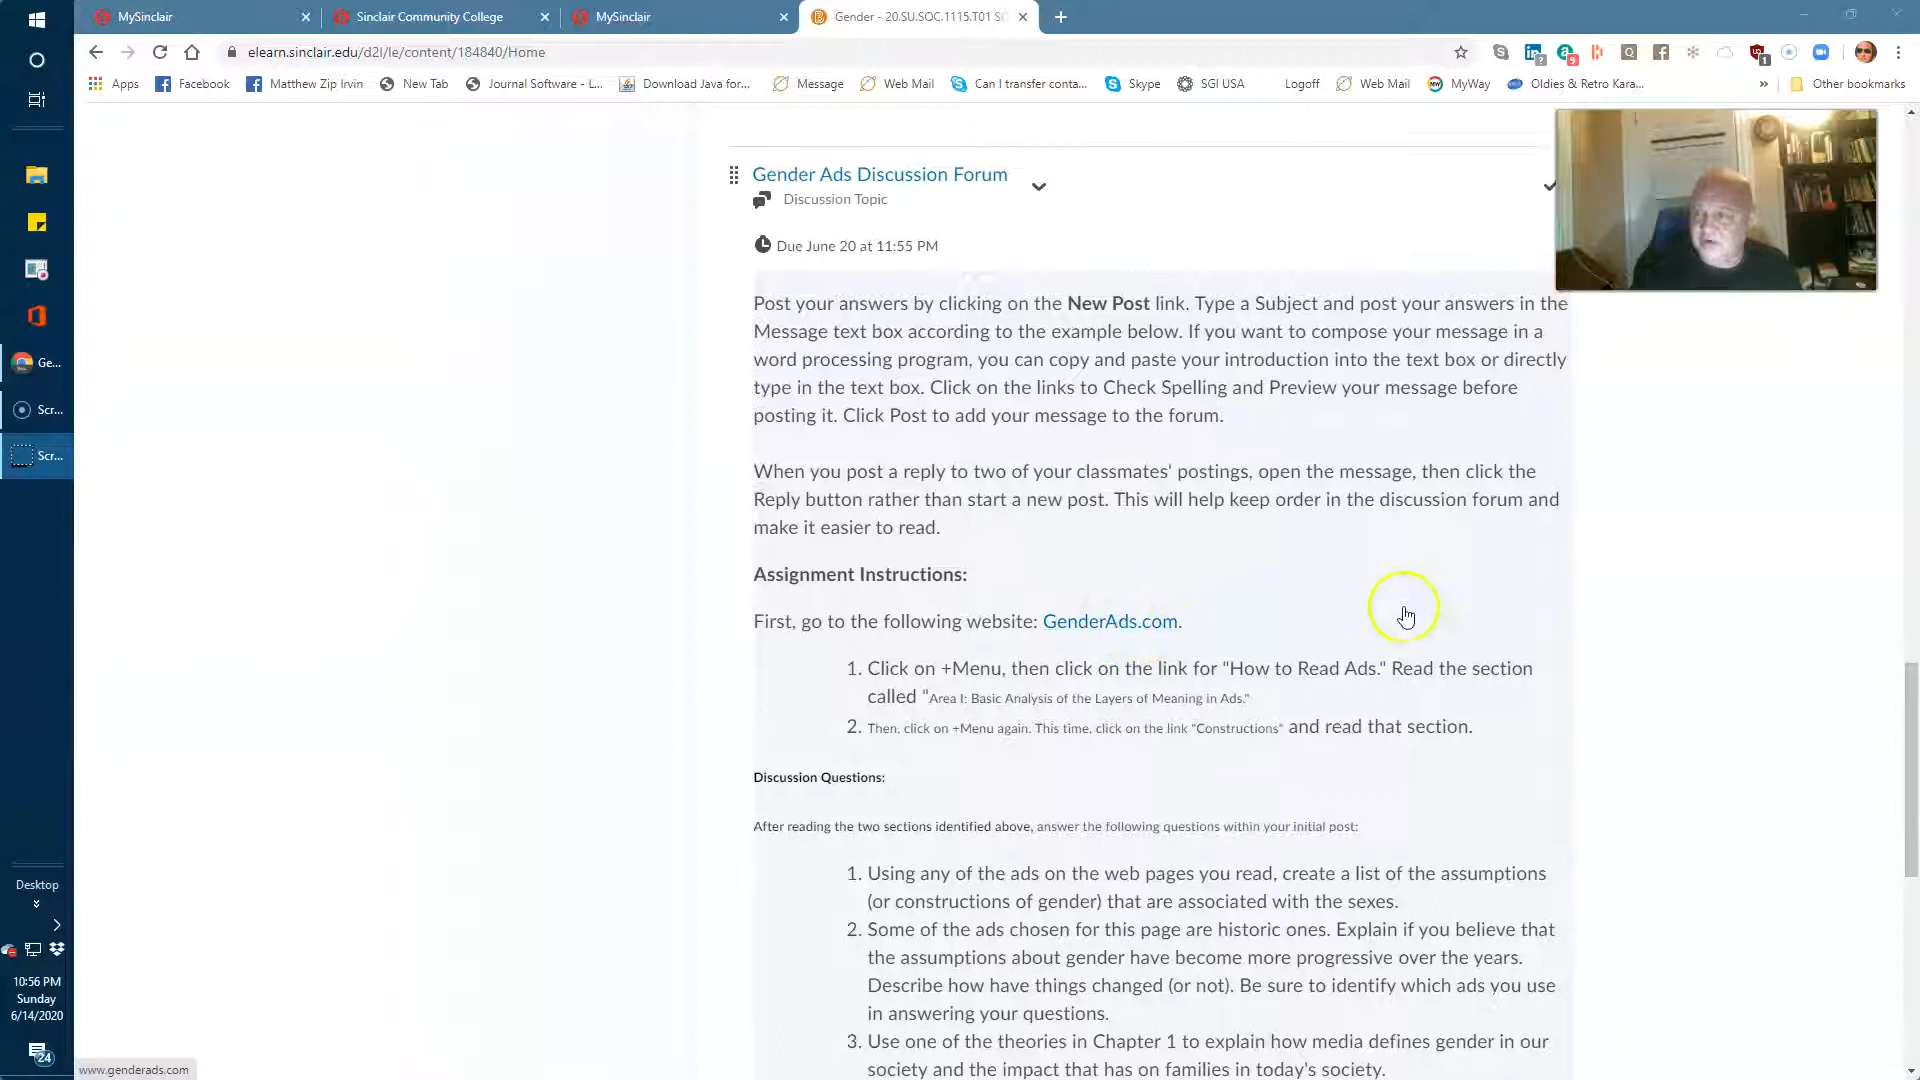 MySinclair
Sinclair Community College
MySinclair
Gender - 20.SU.SOC.1115.T01 S
elearn.sinclair.edu/d2l/le/content/184840/Home
Apps
Facebook
Matthew Zip Irvin
New Tab
Journal Software - L...
Download Java for...
Message
Web Mail
Can I transfer conta...
Skype
SGI USA
Logoff
Web Mail
MyWay
Oldies & Retro Kara...
»
Other bookmarks
Gender Ads Discussion Forum
Discussion Topic
Due June 20 at 11:55 PM
Post your answers by clicking on the New Post link. Type a Subject and post your answers in the
Message text box according to the example below. If you want to compose your message in a
word processing program, you can copy and paste your introduction into the text box or directly
type in the text box. Click on the links to Check Spelling and Preview your message before
posting it. Click Post to add your message to the forum.
When you post a reply to two of your classmates' postings, open the message, then click the
Reply button rather than start a new post. This will help keep order in the discussion forum and
make it easier to read.
Assignment Instructions:
First, go to the following website: GenderAds.com.
1. Click on +Menu, then click on the link for "How to Read Ads." Read the section
called "Area I: Basic Analysis of the Layers of Meaning in Ads."
2. Then, click on +Menu again. This time, click on the link "Constructions" and read that section.
Discussion Questions:
After reading the two sections identified above, answer the following questions within your initial post:
1. Using any of the ads on the web pages you read, create a list of the assumptions
(or constructions of gender) that are associated with the sexes.
2. Some of the ads chosen for this page are historic ones. Explain if you believe that
the assumptions about gender have become more progressive over the years.
Describe how have things changed (or not). Be sure to identify which ads you use
in answering your questions.
3. Use one of the theories in Chapter 1 to explain how media defines gender in our
society and the impact that has on families in today's society.
Ge...
Scr...
Scr...
Desktop
10:56 PM
Sunday
6/14/2020
24
www.genderads.com